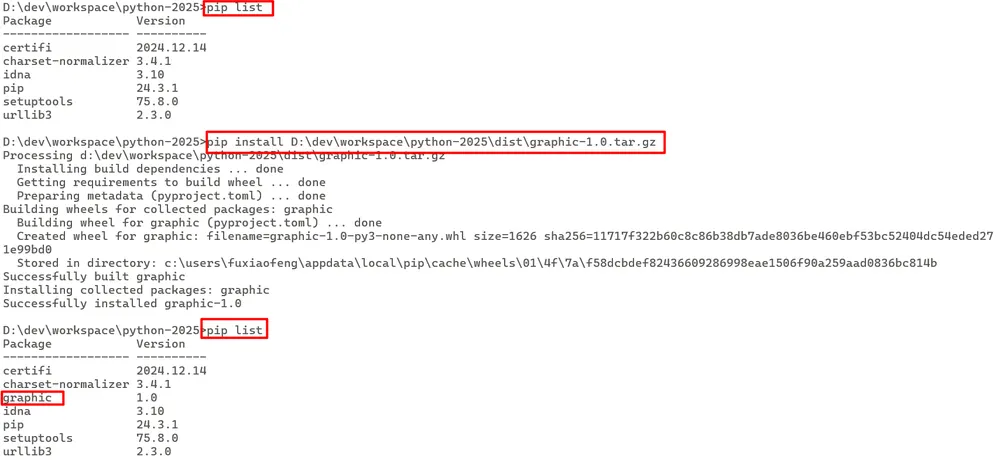 D:\dev\workspace\python-2025>pip list
Package            Version
------------------ ----------
certifi            2024.12.14
charset-normalizer 3.4.1
idna               3.10
pip                24.3.1
setuptools         75.8.0
urllib3            2.3.0
D:\dev\workspace\python-2025>pip install D:\dev\workspace\python-2025\dist\graphic-1.0.tar.gz
Processing d:\dev\workspace\python-2025\dist\graphic-1.0.tar.gz
  Installing build dependencies ... done
  Getting requirements to build wheel ... done
  Preparing metadata (pyproject.toml) ... done
Building wheels for collected packages: graphic
  Building wheel for graphic (pyproject.toml) ... done
  Created wheel for graphic: filename=graphic-1.0-py3-none-any.whl size=1626 sha256=11717f322b60c8c86b38db7ade8036be460ebf53bc52404dc54eded27
1e99bd0
  Stored in directory: c:\users\fuxiaofeng\appdata\local\pip\cache\wheels\01\4f\7a\f58dcbdef82436609286998eae1506f90a259aad0836bc814b
Successfully built graphic
Installing collected packages: graphic
Successfully installed graphic-1.0
D:\dev\workspace\python-2025>pip list
Package            Version
------------------ ----------
certifi            2024.12.14
charset-normalizer 3.4.1
graphic            1.0
idna               3.10
pip                24.3.1
setuptools         75.8.0
urllib3            2.3.0